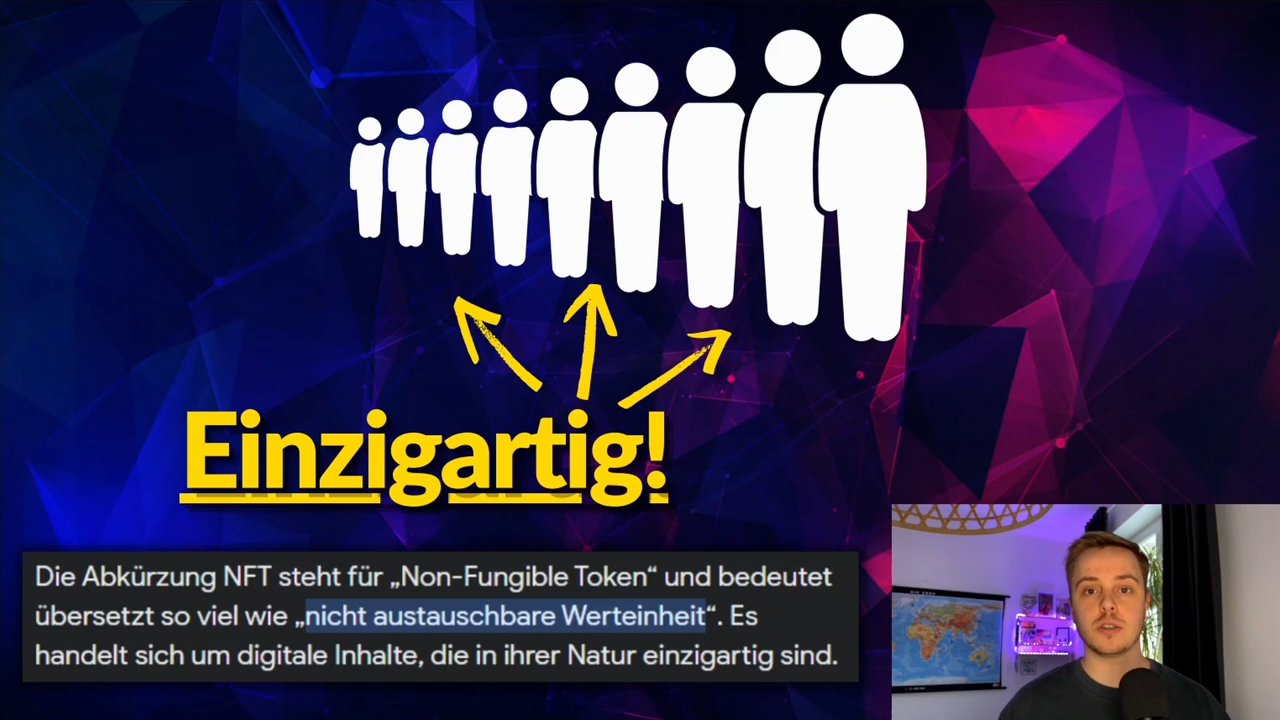 Einzigartig!
Die Abkürzung NFT steht für „Non-Fungible Token“ und bedeutet
übersetzt so viel wie „nicht austauschbare Werteinheit“. Es
handelt sich um digitale Inhalte, die in ihrer Natur einzigartig sind.